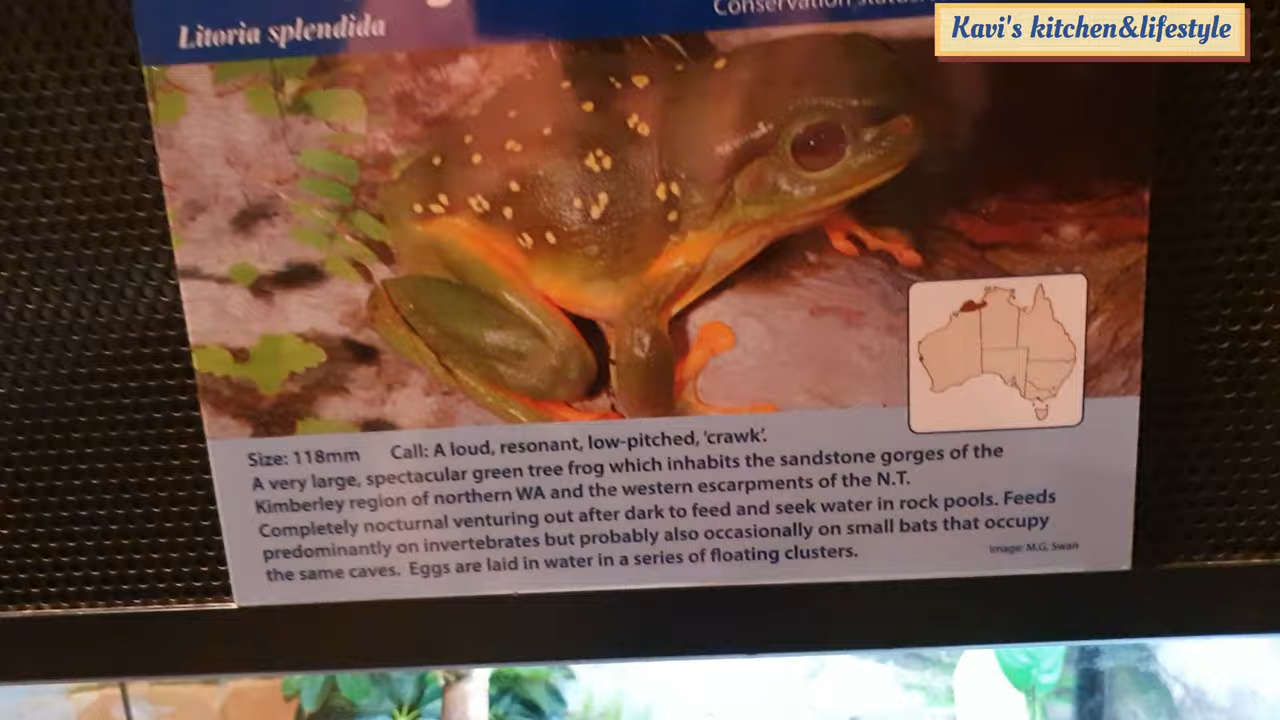 Conservation status
Kavi's kitchen&lifestyle
Litoria splendida
Size: 118mm Call: A loud, resonant, low-pitched, 'crawk'.
A very large, spectacular green tree frog which inhabits the sandstone gorges of the
Kimberley region of northern WA and the western escarpments of the N.T.
Completely nocturnal venturing out after dark to feed and seek water in rock pools. Feeds
predominantly on invertebrates but probably also occasionally on small bats that occupy
the same caves. Eggs are laid in water in a series of floating clusters.
Image: M.G. Swan